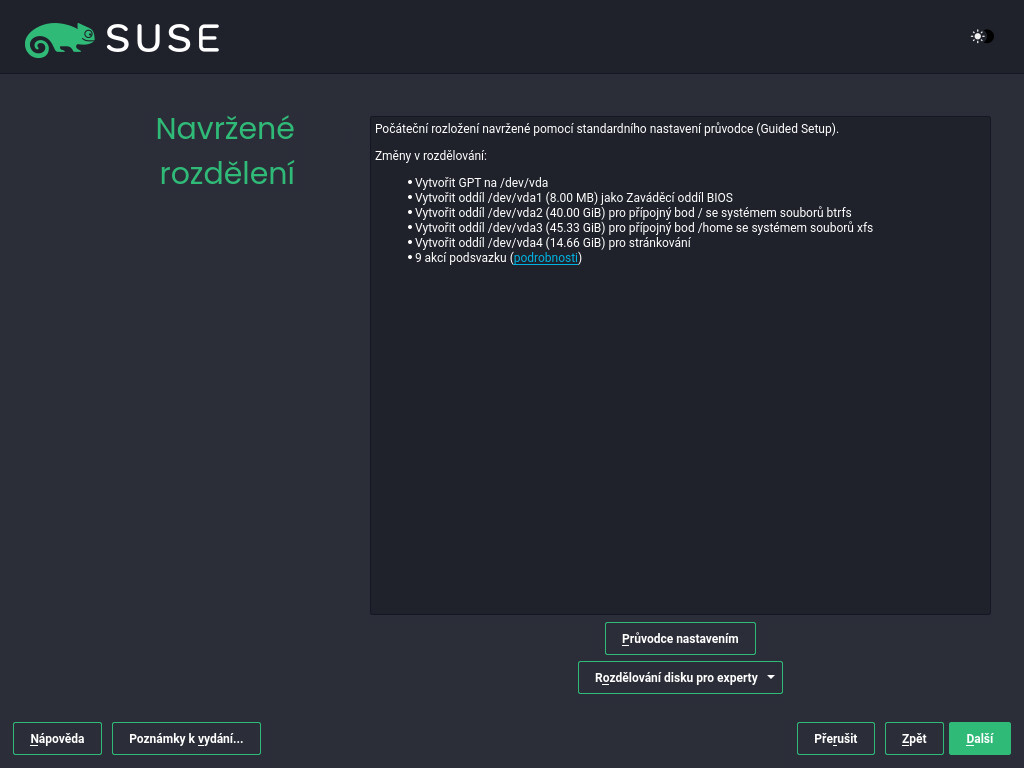 SUSE
Navržené
rozdělení
Počáteční rozložení navržené pomocí standardního nastavení průvodce (Guided Setup).
Změny v rozdělování:
• Vytvořit GPT na /dev/vda
• Vytvořit oddíl /dev/vda1 (8.00 MB) jako Zaváděcí oddíl BIOS
• Vytvořit oddíl /dev/vda2 (40.00 GiB) pro přípojný bod / se systémem souborů btrfs
• Vytvořit oddíl /dev/vda3 (45.33 GiB) pro přípojný bod /home se systémem souborů xfs
• Vytvořit oddíl /dev/vda4 (14.66 GiB) pro stránkování
• 9 akcí podsvazku (podrobnosti)
Průvodce nastavením
Rozdělování disku pro experty
Nápověda
Poznámky k vydání...
Přerušit
Zpět
Další